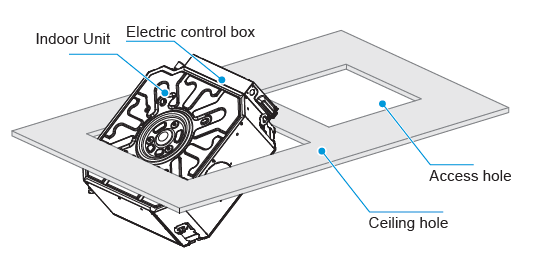 Indoor Unit
Electric control box
Access hole
Ceiling hole